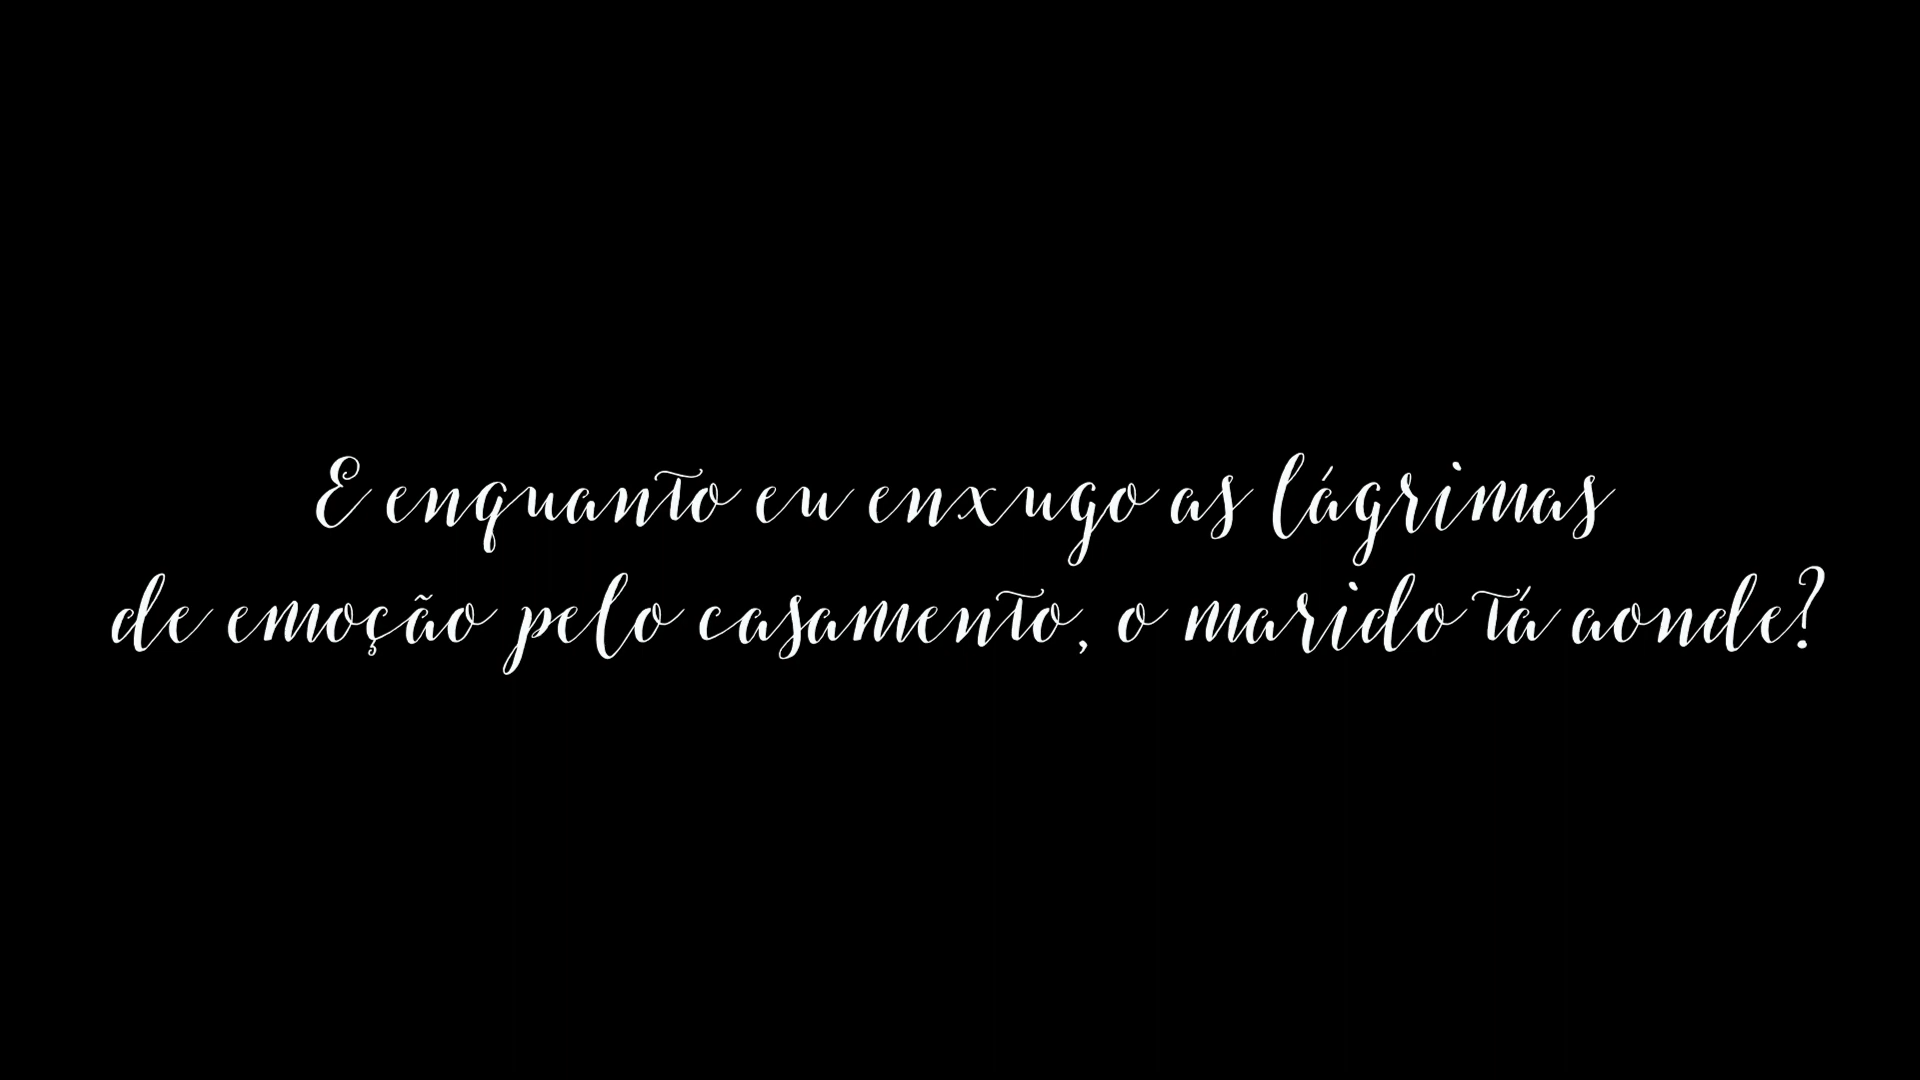 E enquanto eu enxugo as lágrimas
de emoção pelo casamento, o marido tá aonde?